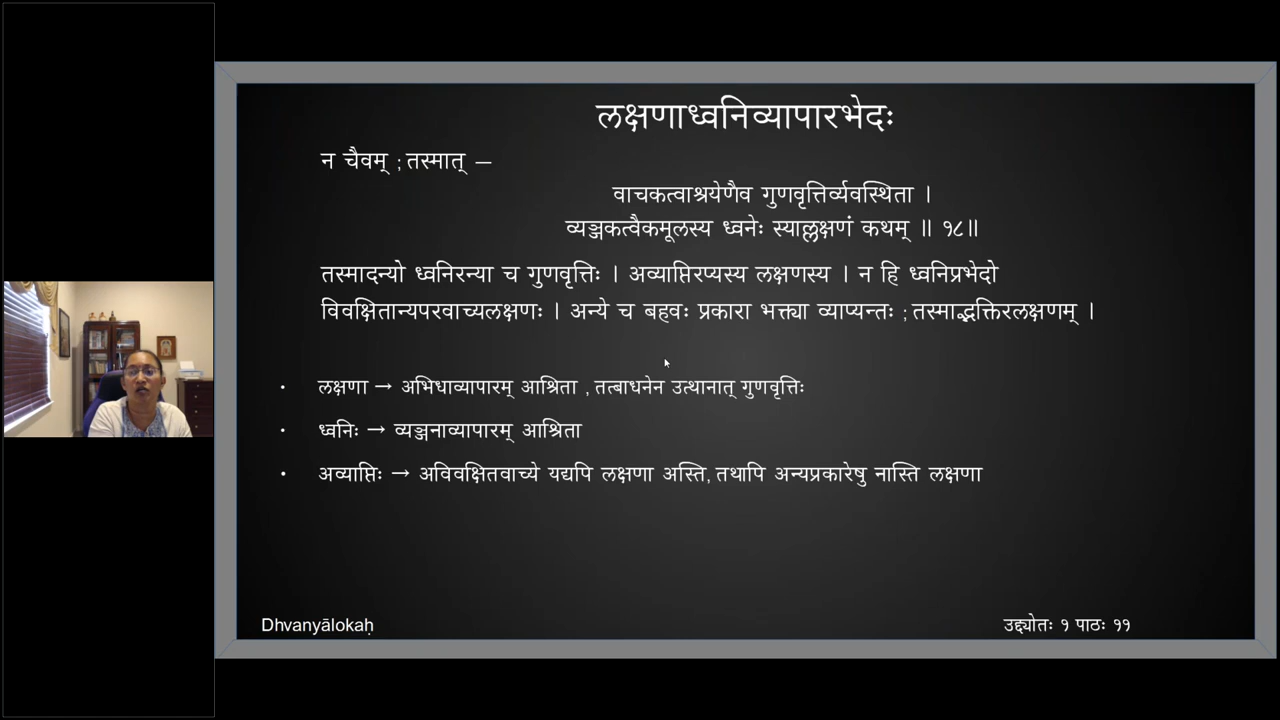 लक्षणाध्वनिव्यापारभेदः
न चैवम् ; तस्मात् —
वाचकत्वाश्रयेणैव गुणवृत्तिर्व्यवस्थिता ।
व्यञ्जकत्वैकमूलस्य ध्वनेः स्याल्लक्षणं कथम् ॥ १८॥
तस्मादन्यो ध्वनिरन्या च गुणवृत्तिः । अव्याप्तिरप्यस्य लक्षणस्य । न हि ध्वनिप्रभेदो
विवक्षितान्यपरवाच्यलक्षणः । अन्ये च बहवः प्रकारा भक्त्या व्याप्यन्तः ; तस्माद्भक्तिरलक्षणम् ।
• लक्षणा → अभिधाव्यापारम् आश्रिता , तत्बाधनेन उत्थानात् गुणवृत्तिः
• ध्वनिः → व्यञ्जनाव्यापारम् आश्रिता
• अव्याप्तिः → अविवक्षितवाच्ये यद्यपि लक्षणा अस्ति, तथापि अन्यप्रकारेषु नास्ति लक्षणा
Dhvanyālokaḥ
उद्द्योतः १ पाठः ११